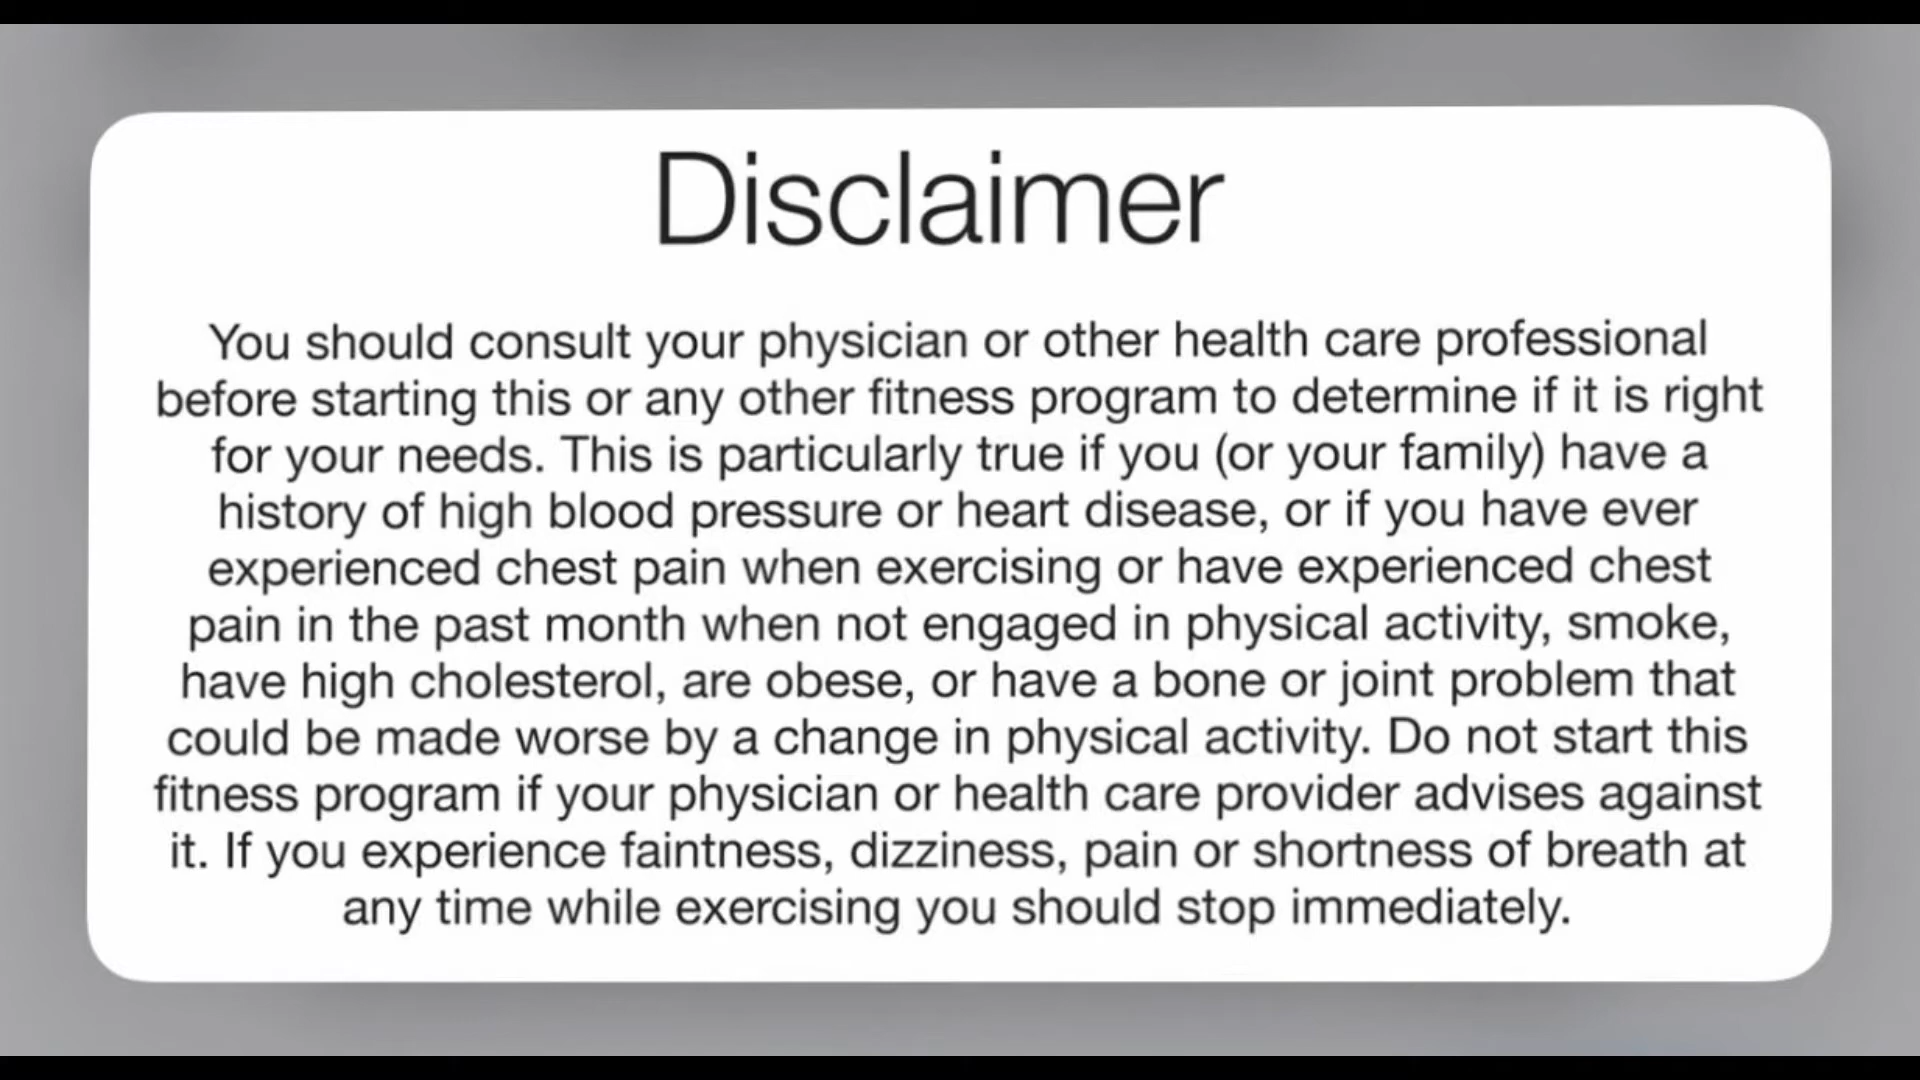 Disclaimer
You should consult your physician or other health care professional
before starting this or any other fitness program to determine if it is right
for your needs. This is particularly true if you (or your family) have a
history of high blood pressure or heart disease, or if you have ever
experienced chest pain when exercising or have experienced chest
pain in the past month when not engaged in physical activity, smoke,
have high cholesterol, are obese, or have a bone or joint problem that
could be made worse by a change in physical activity. Do not start this
fitness program if your physician or health care provider advises against
it. If you experience faintness, dizziness, pain or shortness of breath at
any time while exercising you should stop immediately.